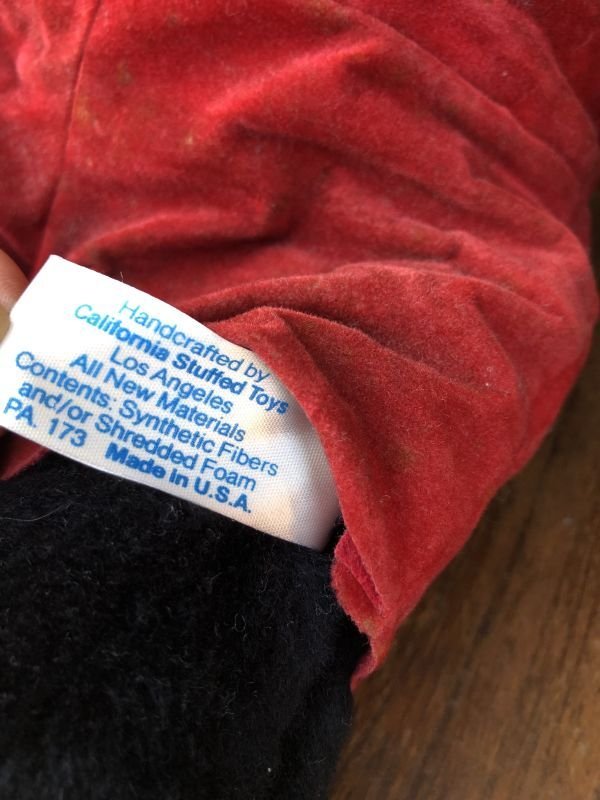 Handcrafted by
California Stuffed Toys
Los Angeles
All New Materials
Contents: Synthetic Fibers
and/or Shredded Foam
PA. 173
Made in U.S.A.